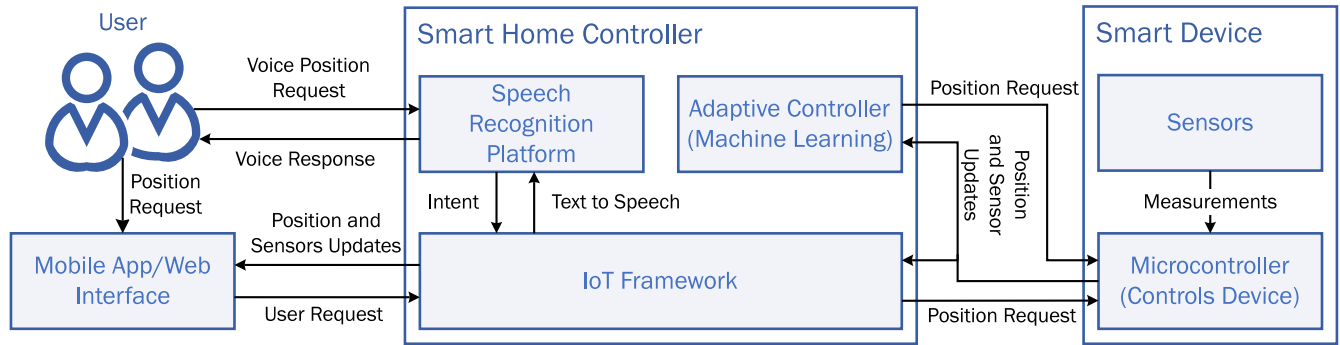 User
Voice Position
Request
Voice Response
Position
Request
Mobile App/Web
Interface
Position and
Sensors Updates
User Request
Smart Home Controller
Speech
Recognition
Platform
Adaptive Controller
(Machine Learning)
Intent
Text to Speech
IoT Framework
Position Request
Position
and Sensor
Updates
Position Request
Smart Device
Sensors
Measurements
Microcontroller
(Controls Device)